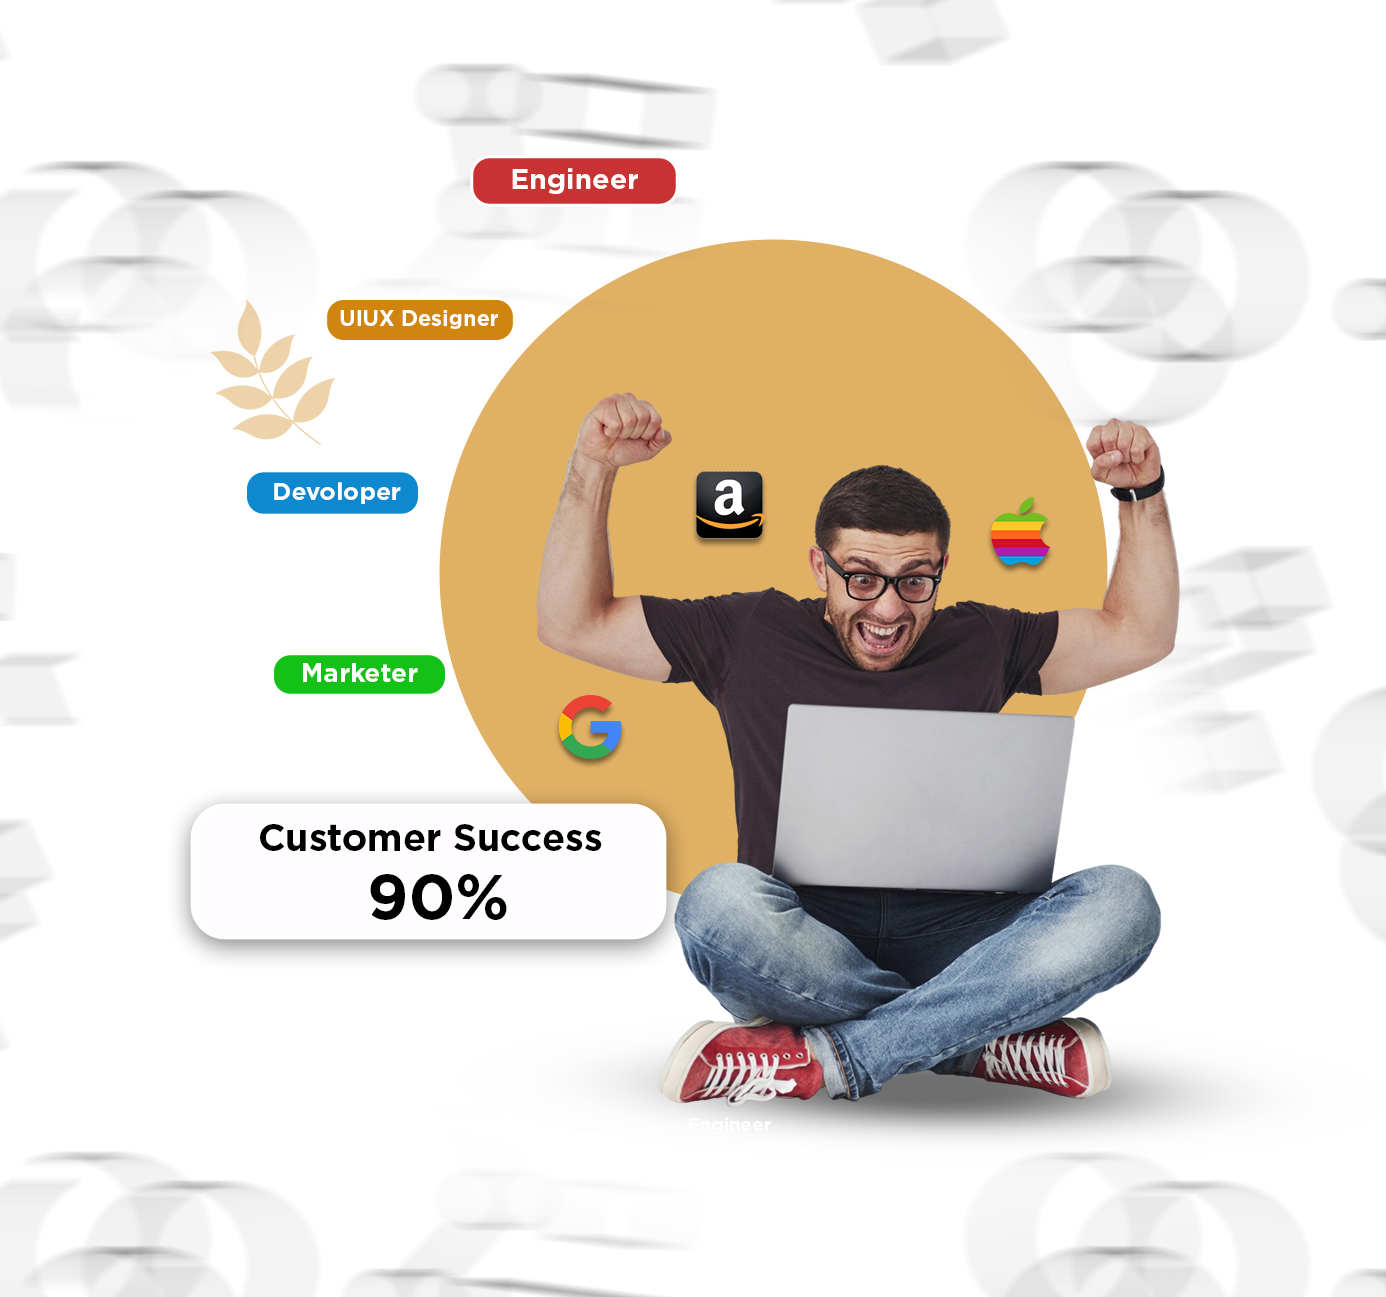 Engineer
UIUX Designer
Devoloper
a
Marketer
G
Customer Success
90%
Engineer